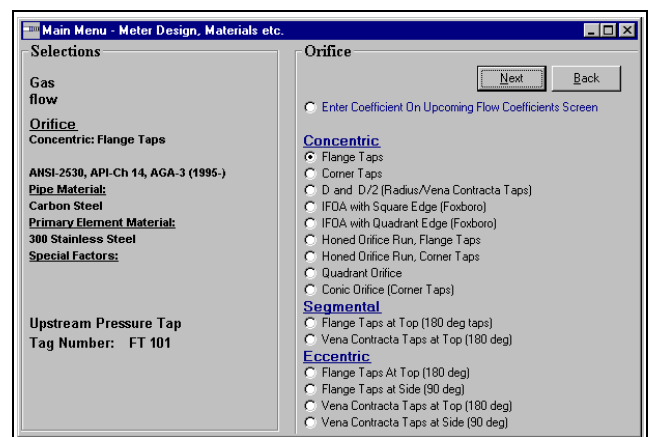 Main Menu - Meter Design, Materials etc.
Selections
Gas
flow
Orifice
Concentric: Flange Taps
ANSI-2530, API-Ch 14, AGA-3 (1995-)
Pipe Material:
Carbon Steel
Primary Element Material:
300 Stainless Steel
Special Factors:
Upstream Pressure Tap
Tag Number: FT 101
Orifice
Next Back
Enter Coefficient On Upcoming Flow Coefficients Screen
Concentric
Flange Taps
Corner Taps
D and D/2 (Radius/Vena Contracta Taps)
IFOA with Square Edge (Foxboro)
IFOA with Quadrant Edge (Foxboro)
Honed Orifice Run, Flange Taps
Honed Orifice Run, Corner Taps
Quadrant Orifice
Conic Orifice (Corner Taps)
Segmental
Flange Taps at Top (180 deg taps)
Vena Contracta Taps at Top (180 deg)
Eccentric
Flange Taps At Top (180 deg)
Flange Taps at Side (90 deg)
Vena Contracta Taps at Top (180 deg)
Vena Contracta Taps at Side (90 deg)